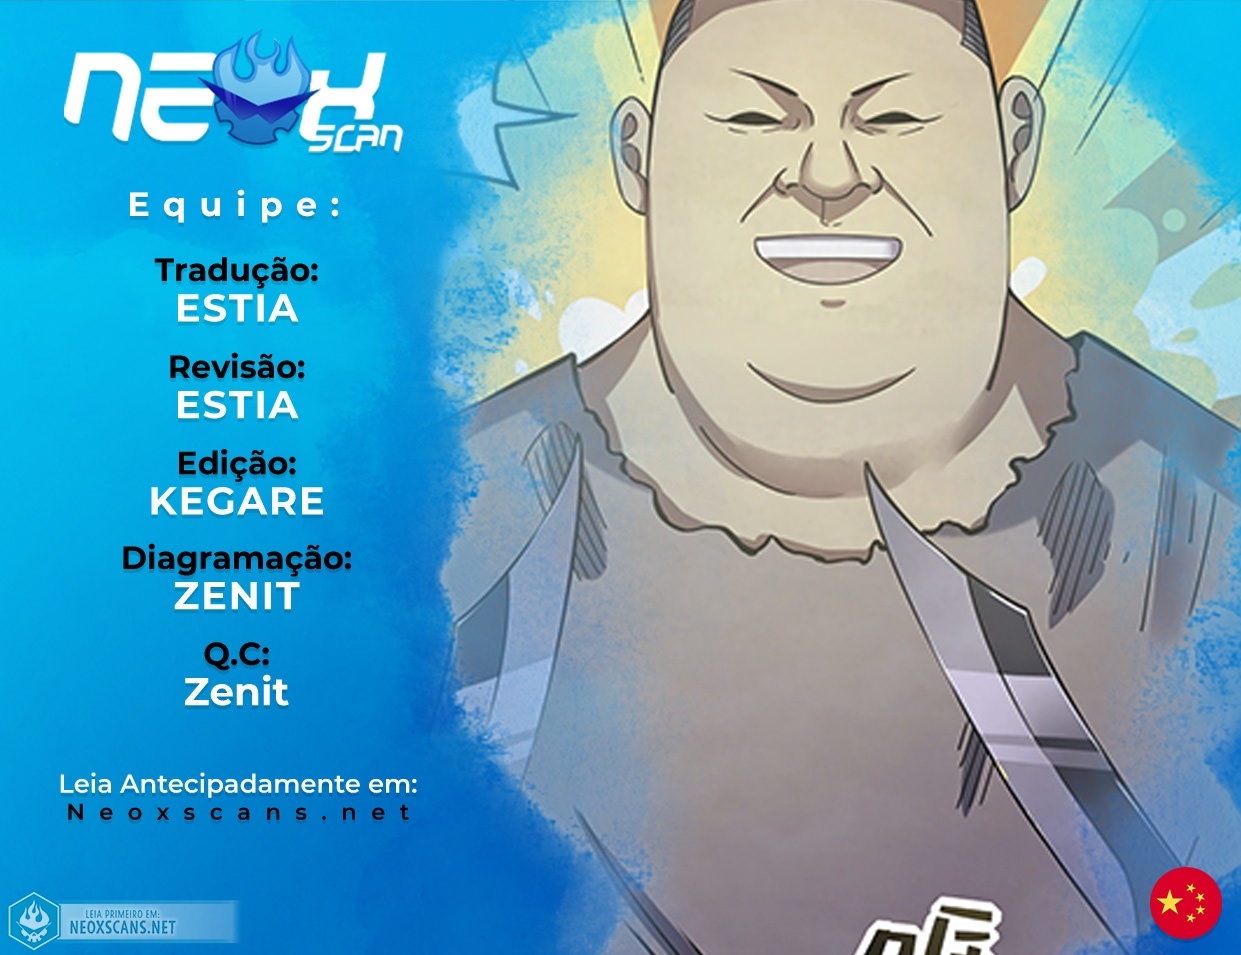 NEOX
SCAN
Equipe:
Tradução:
ESTIA
Revisão:
ESTIA
Edição:
KEGARE
Diagramação:
ZENIT
Q.C:
Zenit
Leia Antecipadamente em:
Neoxscans.net
LEIA PRIMEIRO EM:
NEOXSCANS.NET